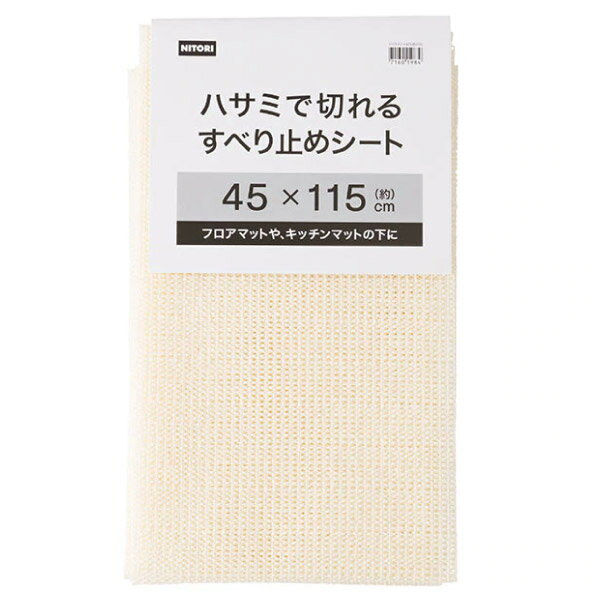 NITORI
ハサミで切れる
すべり止めシート
45×115(約)cm
フロアマットや、キッチンマットの下に